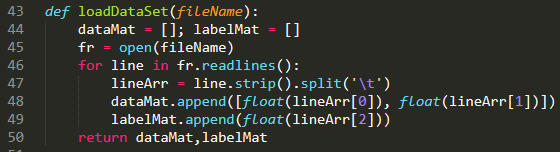 43 def loadDataSet(fileName):
44     dataMat = []; labelMat = []
45     fr = open(fileName)
46     for line in fr.readlines():
47         lineArr = line.strip().split('\t')
48         dataMat.append([float(lineArr[0]), float(lineArr[1])])
49         labelMat.append(float(lineArr[2]))
50     return dataMat,labelMat